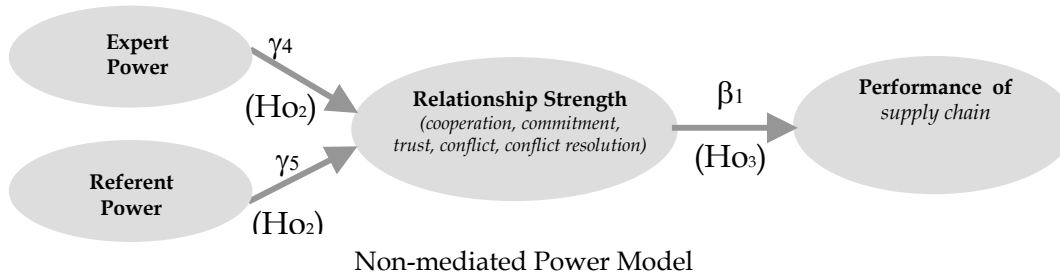 Expert
Power
γ4
(Ho2)
Referent
Power
γ5
(Ho2)
Relationship Strength
(cooperation, commitment,
trust, conflict, conflict resolution)
β1
(Ho3)
Performance of
supply chain
Non-mediated Power Model